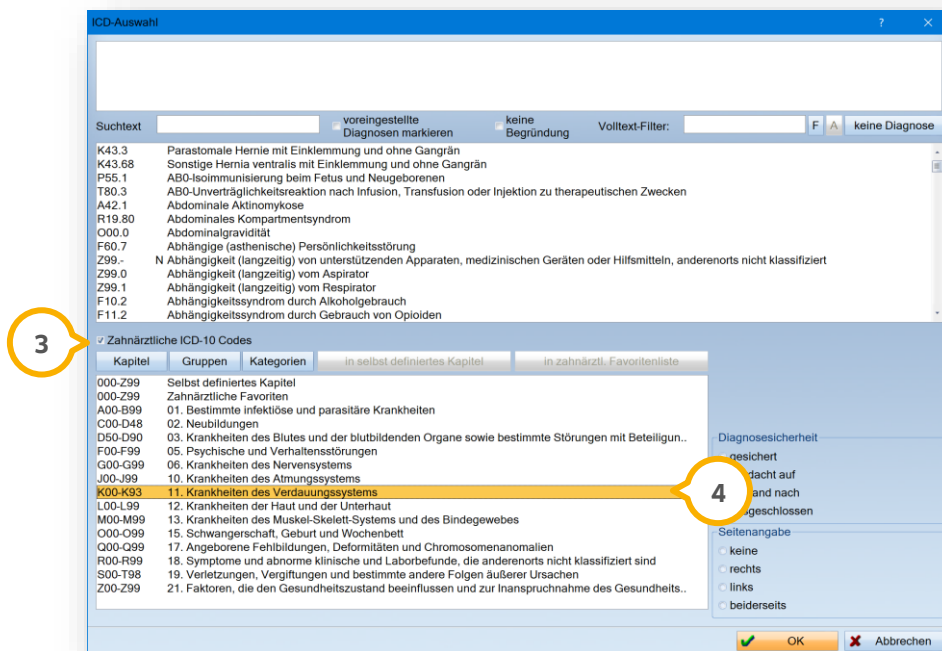 ICD-Auswahl ? ×
Suchtext voreingestellte Diagnosen markieren keine Begründung Volltext-Filter: F A keine Diagnose
K43.3 Parastomale Hernie mit Einklemmung und ohne Gangrän
K43.68 Sonstige Hernia ventralis mit Einklemmung und ohne Gangrän
P55.1 AB0-Isoimmunisierung beim Fetus und Neugeborenen
T80.3 AB0-Unverträglichkeitsreaktion nach Infusion, Transfusion oder Injektion zu therapeutischen Zwecken
A42.1 Abdominale Aktinomykose
R19.80 Abdominales Kompartmentsyndrom
O00.0 Abdominalgravidität
F60.7 Abhängige (asthenische) Persönlichkeitsstörung
Z99.- N Abhängigkeit (langzeitig) von unterstützenden Apparaten, medizinischen Geräten oder Hilfsmitteln, anderenorts nicht klassifiziert
Z99.0 Abhängigkeit (langzeitig) vom Aspirator
Z99.1 Abhängigkeit (langzeitig) vom Respirator
F10.2 Abhängigkeitssyndrom durch Alkoholgebrauch
F11.2 Abhängigkeitssyndrom durch Gebrauch von Opioiden
3 Zahnärztliche ICD-10 Codes
Kapitel Gruppen Kategorien in selbst definiertes Kapitel in zahnärztl. Favoritenliste
000-Z99 Selbst definiertes Kapitel
000-Z99 Zahnärztliche Favoriten
A00-B99 01. Bestimmte infektiöse und parasitäre Krankheiten
C00-D48 02. Neubildungen
D50-D90 03. Krankheiten des Blutes und der blutbildenden Organe sowie bestimmte Störungen mit Beteiligun..
F00-F99 05. Psychische und Verhaltensstörungen
G00-G99 06. Krankheiten des Nervensystems
J00-J99 10. Krankheiten des Atmungssystems
K00-K93 11. Krankheiten des Verdauungssystems
L00-L99 12. Krankheiten der Haut und der Unterhaut
M00-M99 13. Krankheiten des Muskel-Skelett-Systems und des Bindegewebes
O00-O99 15. Schwangerschaft, Geburt und Wochenbett
Q00-Q99 17. Angeborene Fehlbildungen, Deformitäten und Chromosomenanomalien
R00-R99 18. Symptome und abnorme klinische und Laborbefunde, die anderenorts nicht klassifiziert sind
S00-T98 19. Verletzungen, Vergiftungen und bestimmte andere Folgen äußerer Ursachen
Z00-Z99 21. Faktoren, die den Gesundheitszustand beeinflussen und zur Inanspruchnahme des Gesundheits..
4
Diagnosesicherheit
gesichert
dacht auf
and nach
geschlossen
Seitenangabe
keine
rechts
links
beiderseits
OK Abbrechen